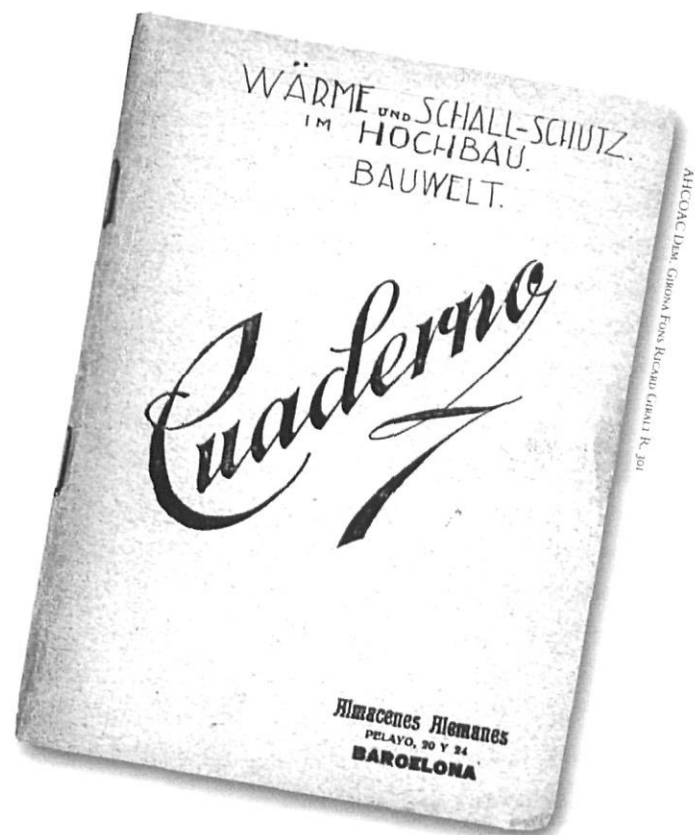 WÄRME UND SCHALL-SCHUTZ.
IM HOCHBAU.
BAUWELT.
Cuaderno
Almacenes Alemanes
PELAYO, 20 Y 24
BARCELONA
AHCOAC DEM. GIRONA FONS RICARD GIRALT R. 301